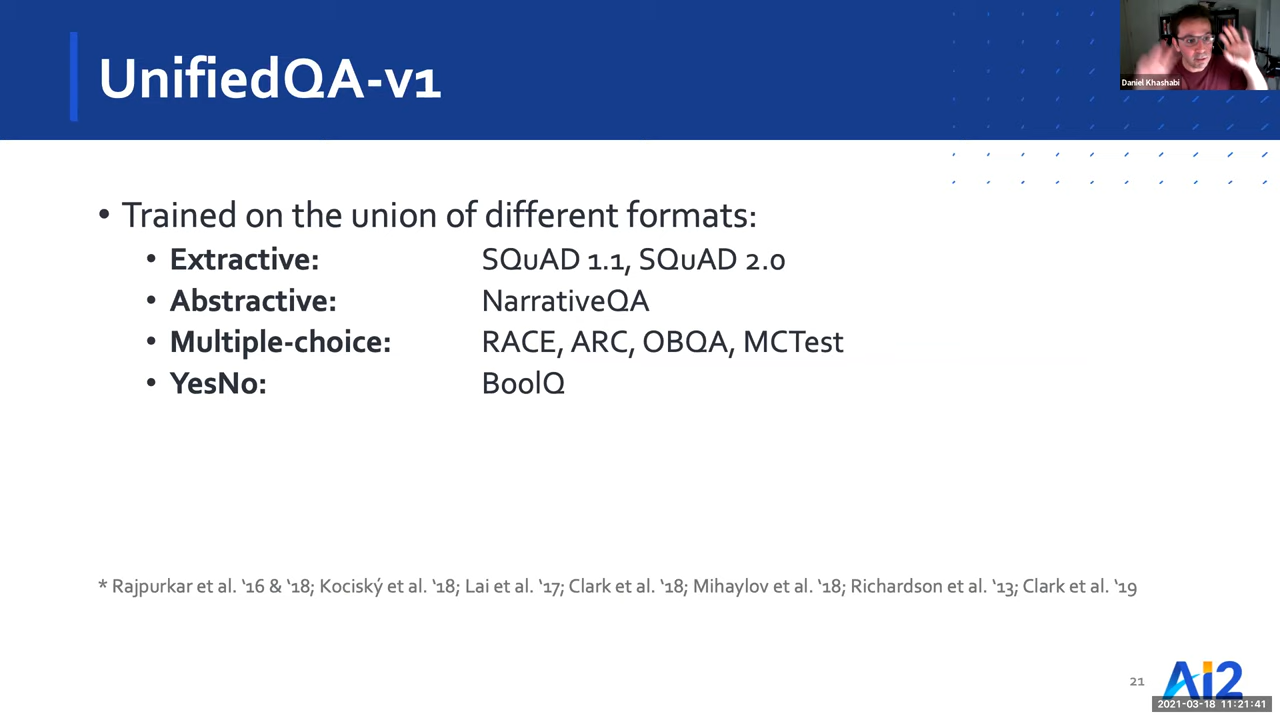 UnifiedQA-v1
Daniel Khashabi
• Trained on the union of different formats:
• Extractive: SQuAD 1.1, SQuAD 2.0
• Abstractive: NarrativeQA
• Multiple-choice: RACE, ARC, OBQA, MCTest
• YesNo: BoolQ
* Rajpurkar et al. ‘16 & ‘18; Kociský et al. ‘18; Lai et al. ‘17; Clark et al. ‘18; Mihaylov et al. ‘18; Richardson et al. ‘13; Clark et al. ‘19
21
Ai2
2021-03-18 11:21:41